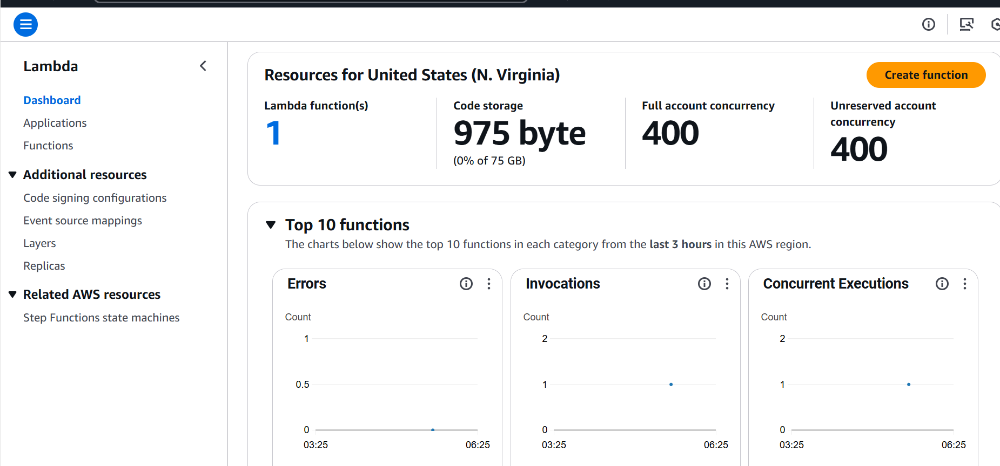 Lambda
Dashboard
Applications
Functions
Additional resources
Code signing configurations
Event source mappings
Layers
Replicas
Related AWS resources
Step Functions state machines
Resources for United States (N. Virginia)
Create function
Lambda function(s)
1
Code storage
975 byte
(0% of 75 GB)
Full account concurrency
400
Unreserved account
concurrency
400
Top 10 functions
The charts below show the top 10 functions in each category from the last 3 hours in this AWS region.
Errors
Count
1
0.5
0
03:25 06:25
Invocations
Count
2
1
0
03:25 06:25
Concurrent Executions
Count
2
1
0
03:25 06:25